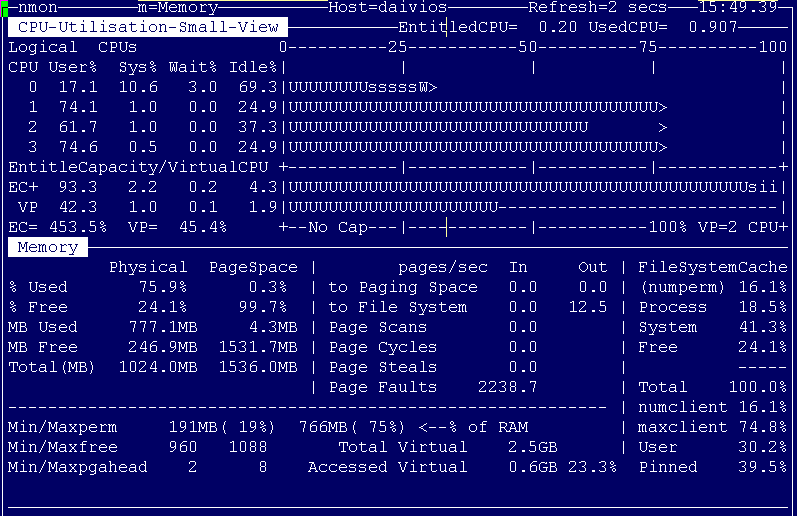 nmon m=Memory Host=daivios Refresh=2 secs 15:49.39
CPU-Utilisation-Small-View EntitledCPU= 0.20 UsedCPU= 0.907
Logical CPUs 0----------25-----------50----------75----------100
CPU User% Sys% Wait% Idle%| | | | |
0 17.1 10.6 3.0 69.3|UUUUUUUUsssssW>
1 74.1 1.0 0.0 24.9|UUUUUUUUUUUUUUUUUUUUUUUUUUUUUUUUUUUUU>
2 61.7 1.0 0.0 37.3|UUUUUUUUUUUUUUUUUUUUUUUUUUUUUU >
3 74.6 0.5 0.0 24.9|UUUUUUUUUUUUUUUUUUUUUUUUUUUUUUUUUUUUU>
EntitleCapacity/VirtualCPU +-----------|------------|-----------|------------+
EC+ 93.3 2.2 0.2 4.3|UUUUUUUUUUUUUUUUUUUUUUUUUUUUUUUUUUUUUUUUUUUUUUsii|
VP 42.3 1.0 0.1 1.9|UUUUUUUUUUUUUUUUUUUUU----------------------------|
EC= 453.5% VP= 45.4% +--No Cap---|------------|-----------100% VP=2 CPU+
Memory
Physical PageSpace | pages/sec In Out | FileSystemCache
% Used 75.9% 0.3% | to Paging Space 0.0 0.0 | (numperm) 16.1%
% Free 24.1% 99.7% | to File System 0.0 12.5 | Process 18.5%
MB Used 777.1MB 4.3MB | Page Scans 0.0 | System 41.3%
MB Free 246.9MB 1531.7MB | Page Cycles 0.0 | Free 24.1%
Total(MB) 1024.0MB 1536.0MB | Page Steals 0.0 | -----
| Page Faults 2238.7 | Total 100.0%
------------------------------------------------------------ | numclient 16.1%
Min/Maxperm 191MB( 19%) 766MB( 75%) <--% of RAM | maxclient 74.8%
Min/Maxfree 960 1088 Total Virtual 2.5GB | User 30.2%
Min/Maxpgahead 2 8 Accessed Virtual 0.6GB 23.3% | Pinned 39.5%